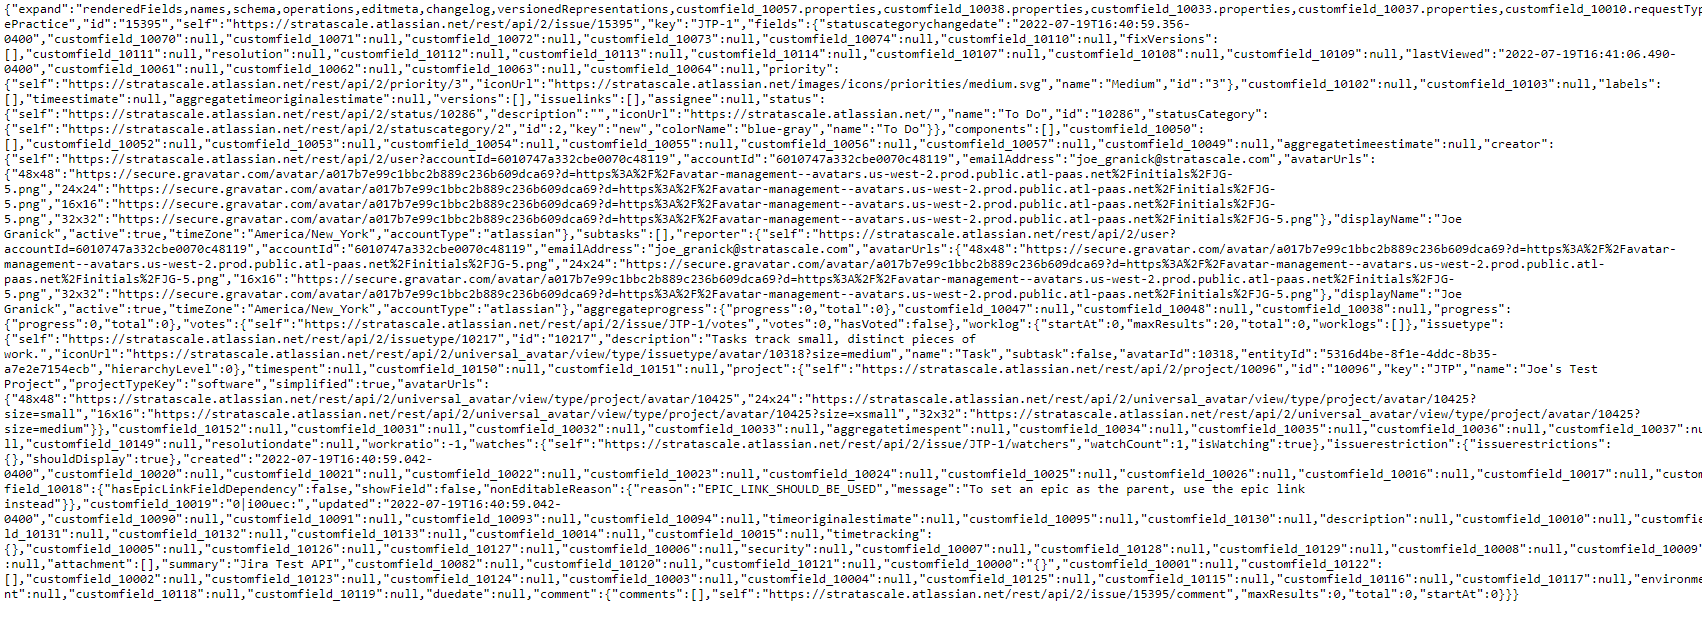 {"expand":"renderedFields,names,schema,operations,editmeta,changelog,versionedRepresentations,customfield_10057.properties,customfield_10038.properties,customfield_10033.properties,customfield_10037.properties,customfield_10010.requestTyp
ePractice","id":"15395","self":"https://stratascale.atlassian.net/rest/api/2/issue/15395","key":"JTP-1","fields":{"statuscategorychangedate":"2022-07-19T16:40:59.356-
0400","customfield_10070":null,"customfield_10071":null,"customfield_10072":null,"customfield_10073":null,"customfield_10074":null,"customfield_10110":null,"fixVersions":
[],"customfield_10111":null,"resolution":null,"customfield_10112":null,"customfield_10113":null,"customfield_10114":null,"customfield_10107":null,"customfield_10108":null,"customfield_10109":null,"lastViewed":"2022-07-19T16:41:06.490-
0400","customfield_10061":null,"customfield_10062":null,"customfield_10063":null,"customfield_10064":null,"priority":
{"self":"https://stratascale.atlassian.net/rest/api/2/priority/3","iconUrl":"https://stratascale.atlassian.net/images/icons/priorities/medium.svg","name":"Medium","id":"3"},"customfield_10102":null,"customfield_10103":null,"labels":
[],"timeestimate":null,"aggregatetimeoriginalestimate":null,"versions":[],"issuelinks":[],"assignee":null,"status":
{"self":"https://stratascale.atlassian.net/rest/api/2/status/10286","description":"","iconUrl":"https://stratascale.atlassian.net/","name":"To Do","id":"10286","statusCategory":
{"self":"https://stratascale.atlassian.net/rest/api/2/statuscategory/2","id":2,"key":"new","colorName":"blue-gray","name":"To Do"}},"components":[],"customfield_10050":
[],"customfield_10052":null,"customfield_10053":null,"customfield_10054":null,"customfield_10055":null,"customfield_10056":null,"customfield_10057":null,"customfield_10049":null,"aggregatetimeestimate":null,"creator":
{"self":"https://stratascale.atlassian.net/rest/api/2/user?accountId=6010747a332cbe0070c48119","accountId":"6010747a332cbe0070c48119","emailAddress":"joe_granick@stratascale.com","avatarUrls":
{"48x48":"https://secure.gravatar.com/avatar/a017b7e99c1bbc2b889c236b609dca69?d=https%3A%2F%2Favatar-management--avatars.us-west-2.prod.public.atl-paas.net%2Finitials%2FJG-
5.png","24x24":"https://secure.gravatar.com/avatar/a017b7e99c1bbc2b889c236b609dca69?d=https%3A%2F%2Favatar-management--avatars.us-west-2.prod.public.atl-paas.net%2Finitials%2FJG-
5.png","16x16":"https://secure.gravatar.com/avatar/a017b7e99c1bbc2b889c236b609dca69?d=https%3A%2F%2Favatar-management--avatars.us-west-2.prod.public.atl-paas.net%2Finitials%2FJG-
5.png","32x32":"https://secure.gravatar.com/avatar/a017b7e99c1bbc2b889c236b609dca69?d=https%3A%2F%2Favatar-management--avatars.us-west-2.prod.public.atl-paas.net%2Finitials%2FJG-5.png"},"displayName":"Joe
Granick","active":true,"timeZone":"America/New_York","accountType":"atlassian"},"subtasks":[],"reporter":{"self":"https://stratascale.atlassian.net/rest/api/2/user?
accountId=6010747a332cbe0070c48119","accountId":"6010747a332cbe0070c48119","emailAddress":"joe_granick@stratascale.com","avatarUrls":{"48x48":"https://secure.gravatar.com/avatar/a017b7e99c1bbc2b889c236b609dca69?d=https%3A%2F%2Favatar-
management--avatars.us-west-2.prod.public.atl-paas.net%2Finitials%2FJG-5.png","24x24":"https://secure.gravatar.com/avatar/a017b7e99c1bbc2b889c236b609dca69?d=https%3A%2F%2Favatar-management--avatars.us-west-2.prod.public.atl-
paas.net%2Finitials%2FJG-5.png","16x16":"https://secure.gravatar.com/avatar/a017b7e99c1bbc2b889c236b609dca69?d=https%3A%2F%2Favatar-management--avatars.us-west-2.prod.public.atl-paas.net%2Finitials%2FJG-
5.png","32x32":"https://secure.gravatar.com/avatar/a017b7e99c1bbc2b889c236b609dca69?d=https%3A%2F%2Favatar-management--avatars.us-west-2.prod.public.atl-paas.net%2Finitials%2FJG-5.png"},"displayName":"Joe
Granick","active":true,"timeZone":"America/New_York","accountType":"atlassian"},"aggregateprogress":{"progress":0,"total":0},"customfield_10047":null,"customfield_10048":null,"customfield_10038":null,"progress":
{"progress":0,"total":0},"votes":{"self":"https://stratascale.atlassian.net/rest/api/2/issue/JTP-1/votes","votes":0,"hasVoted":false},"worklog":{"startAt":0,"maxResults":20,"total":0,"worklogs":[]},"issuetype":
{"self":"https://stratascale.atlassian.net/rest/api/2/issuetype/10217","id":"10217","description":"Tasks track small, distinct pieces of
work.","iconUrl":"https://stratascale.atlassian.net/rest/api/2/universal_avatar/view/type/issuetype/avatar/10318?size=medium","name":"Task","subtask":false,"avatarId":10318,"entityId":"5316d4be-8f1e-4ddc-8b35-
a7e2e7154ecb","hierarchyLevel":0},"timespent":null,"customfield_10150":null,"customfield_10151":null,"project":{"self":"https://stratascale.atlassian.net/rest/api/2/project/10096","id":"10096","key":"JTP","name":"Joe's Test
Project","projectTypeKey":"software","simplified":true,"avatarUrls":
{"48x48":"https://stratascale.atlassian.net/rest/api/2/universal_avatar/view/type/project/avatar/10425","24x24":"https://stratascale.atlassian.net/rest/api/2/universal_avatar/view/type/project/avatar/10425?
size=small","16x16":"https://stratascale.atlassian.net/rest/api/2/universal_avatar/view/type/project/avatar/10425?size=xsmall","32x32":"https://stratascale.atlassian.net/rest/api/2/universal_avatar/view/type/project/avatar/10425?
size=medium"}},"customfield_10152":null,"customfield_10031":null,"customfield_10032":null,"customfield_10033":null,"aggregatetimespent":null,"customfield_10034":null,"customfield_10035":null,"customfield_10036":null,"customfield_10037":nu
ll,"customfield_10149":null,"resolutiondate":null,"workratio":-1,"watches":{"self":"https://stratascale.atlassian.net/rest/api/2/issue/JTP-1/watchers","watchCount":1,"isWatching":true},"issuerestriction":{"issuerestrictions":
{},"shouldDisplay":true},"created":"2022-07-19T16:40:59.042-
0400","customfield_10020":null,"customfield_10021":null,"customfield_10022":null,"customfield_10023":null,"customfield_10024":null,"customfield_10025":null,"customfield_10026":null,"customfield_10016":null,"customfield_10017":null,"custom
field_10018":{"hasEpicLinkFieldDependency":false,"showField":false,"nonEditableReason":{"reason":"EPIC_LINK_SHOULD_BE_USED","message":"To set an epic as the parent, use the epic link
instead"}},"customfield_10019":"0|i00uec:","updated":"2022-07-19T16:40:59.042-
0400","customfield_10090":null,"customfield_10091":null,"customfield_10093":null,"customfield_10094":null,"timeoriginalestimate":null,"customfield_10095":null,"customfield_10130":null,"description":null,"customfield_10010":null,"customfie
ld_10131":null,"customfield_10132":null,"customfield_10133":null,"customfield_10014":null,"customfield_10015":null,"timetracking":
{},"customfield_10005":null,"customfield_10126":null,"customfield_10127":null,"customfield_10006":null,"security":null,"customfield_10007":null,"customfield_10128":null,"customfield_10129":null,"customfield_10008":null,"customfield_10009"
:null,"attachment":[],"summary":"Jira Test API","customfield_10082":null,"customfield_10120":null,"customfield_10121":null,"customfield_10000":"{}","customfield_10001":null,"customfield_10122":
[],"customfield_10002":null,"customfield_10123":null,"customfield_10124":null,"customfield_10003":null,"customfield_10004":null,"customfield_10125":null,"customfield_10115":null,"customfield_10116":null,"customfield_10117":null,"environme
nt":null,"customfield_10118":null,"customfield_10119":null,"duedate":null,"comment":{"comments":[],"self":"https://stratascale.atlassian.net/rest/api/2/issue/15395/comment","maxResults":0,"total":0,"startAt":0}}}